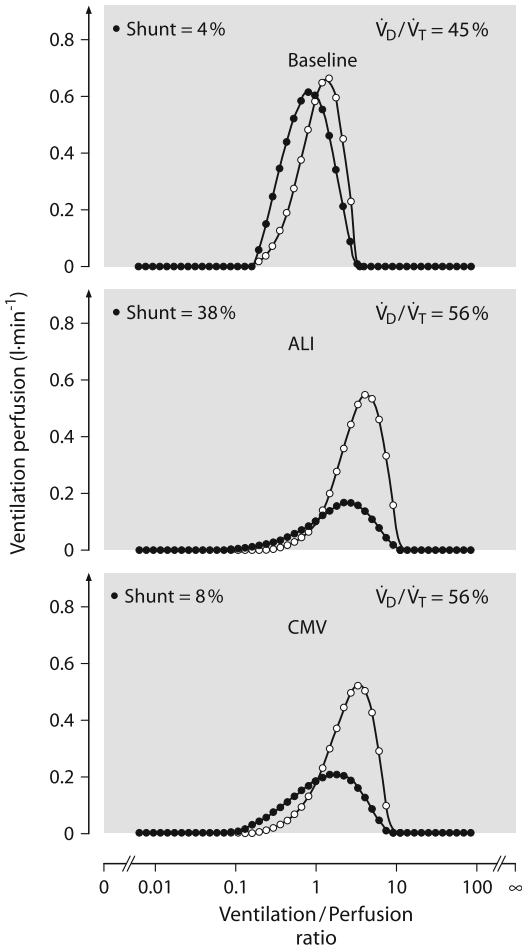 ● Shunt = 4% V̇D/V̇T = 45%
Baseline
0.8
0.6
0.4
0.2
0
● Shunt = 38% V̇D/V̇T = 56%
ALI
0.8
0.6
0.4
0.2
0
● Shunt = 8% V̇D/V̇T = 56%
CMV
0.8
0.6
0.4
0.2
0
Ventilation perfusion (l·min⁻¹)
0 0.01 0.1 1 10 100 ∞
Ventilation/Perfusion
ratio